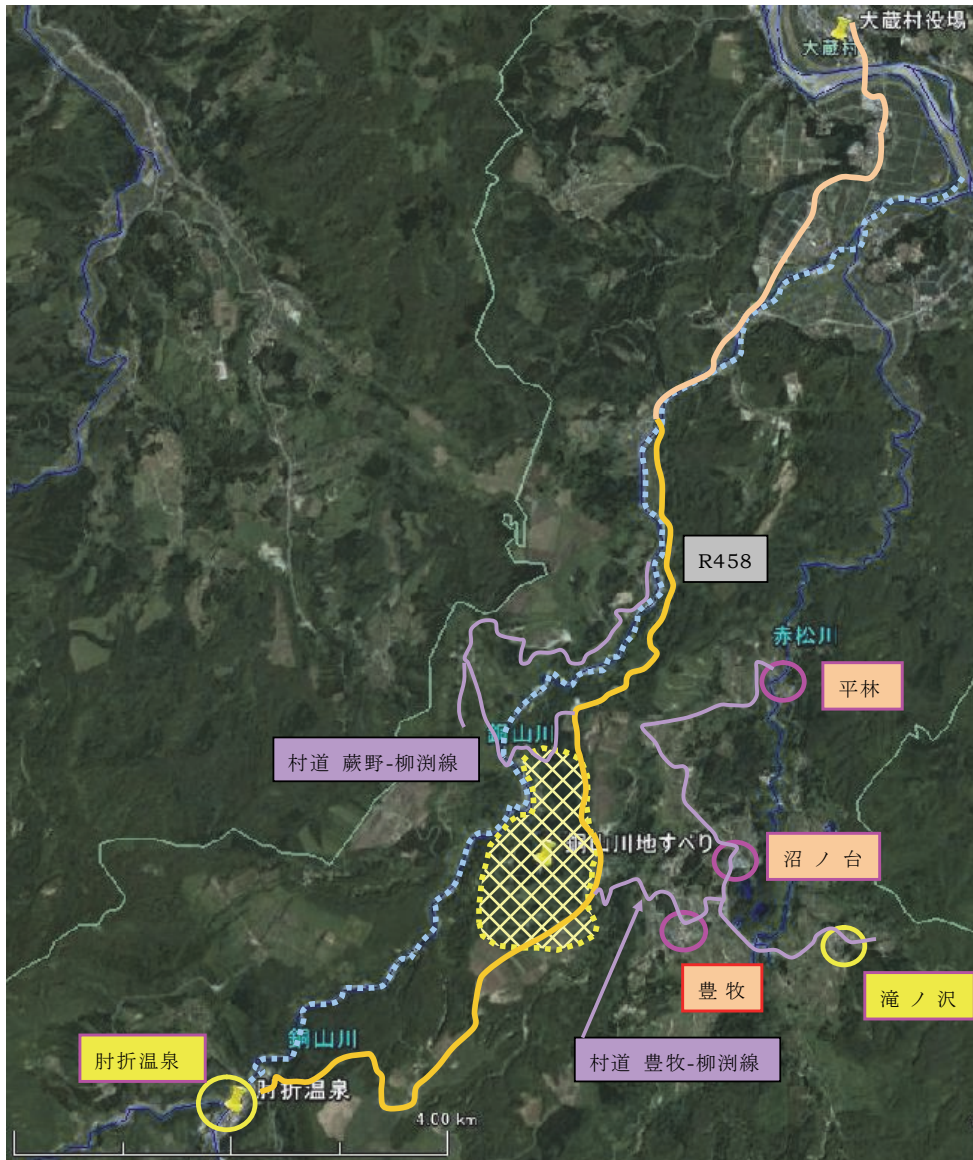 大蔵村役場
大蔵村
R458
赤松川
平林
銅山川
村道 蕨野-柳渕線
銅山川地すべり
沼ノ台
豊牧
滝ノ沢
銅山川
村道 豊牧-柳渕線
肘折温泉
肘折温泉
4.00 km